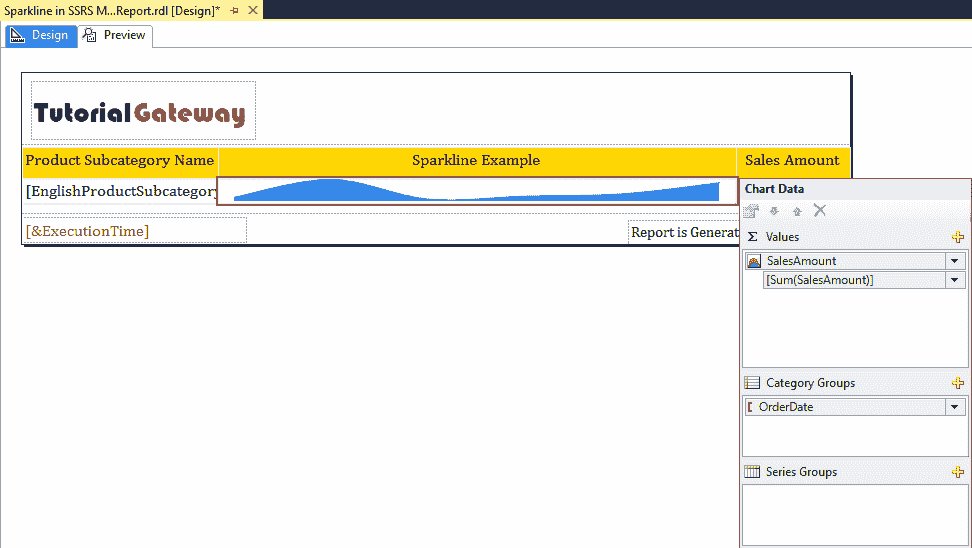 Sparkline in SSRS M...Report.rdl [Design]*
Design
Preview
TutorialGateway
Product Subcategory Name
Sparkline Example
Sales Amount
[EnglishProductSubcategory
Chart Data
[&ExecutionTime]
Report is Generat
Σ Values
SalesAmount
[Sum(SalesAmount)]
Category Groups
OrderDate
Series Groups